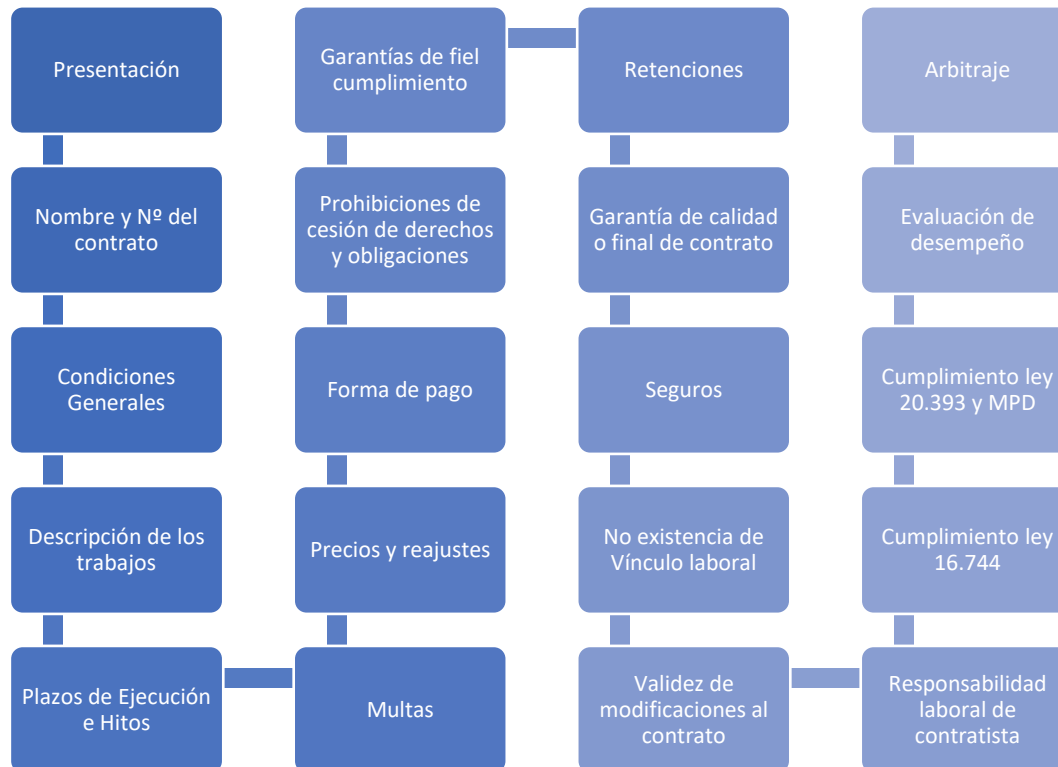 Presentación
Nombre y Nº del
contrato
Condiciones
Generales
Descripción de los
trabajos
Plazos de Ejecución
e Hitos
Multas
Precios y reajustes
Forma de pago
Prohibiciones de
cesión de derechos
y obligaciones
Garantías de fiel
cumplimiento
Retenciones
Garantía de calidad
o final de contrato
Seguros
No existencia de
Vínculo laboral
Validez de
modificaciones al
contrato
Responsabilidad
laboral de
contratista
Cumplimiento ley
16.744
Cumplimiento ley
20.393 y MPD
Evaluación de
desempeño
Arbitraje